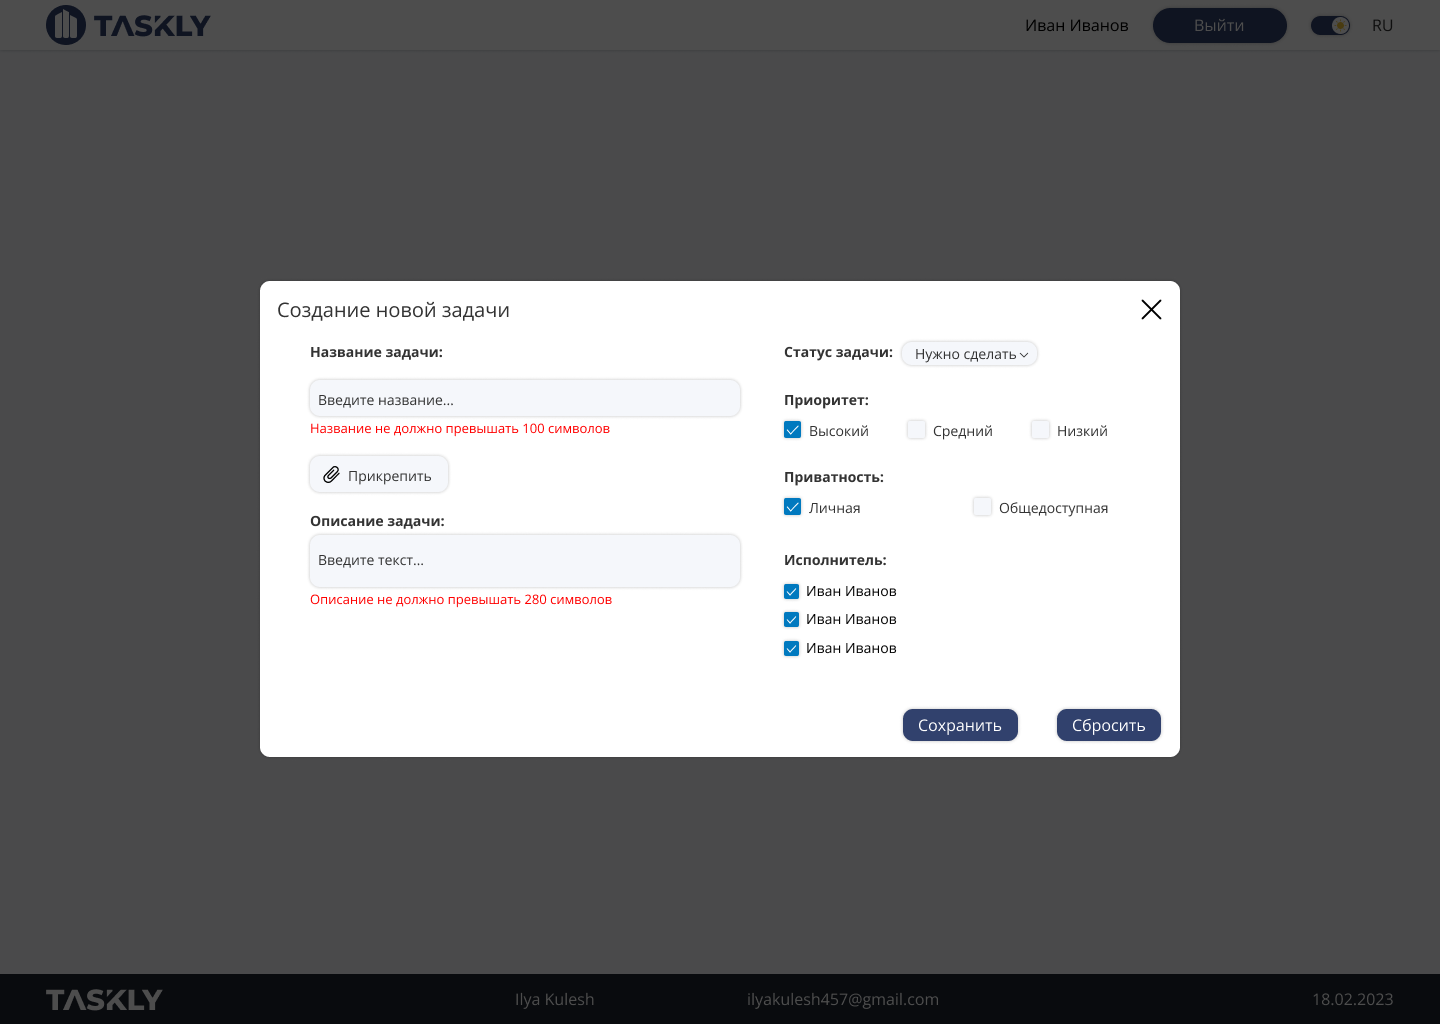 TASKLY
Иван Иванов
Выйти
RU
Создание новой задачи
Название задачи:
Введите название...
Название не должно превышать 100 символов
Прикрепить
Описание задачи:
Введите текст...
Описание не должно превышать 280 символов
Статус задачи: Нужно сделать
Приоритет:
Высокий Средний Низкий
Приватность:
Личная Общедоступная
Исполнитель:
Иван Иванов
Иван Иванов
Иван Иванов
Сохранить Сбросить
TASKLY
Ilya Kulesh
ilyakulesh457@gmail.com
18.02.2023